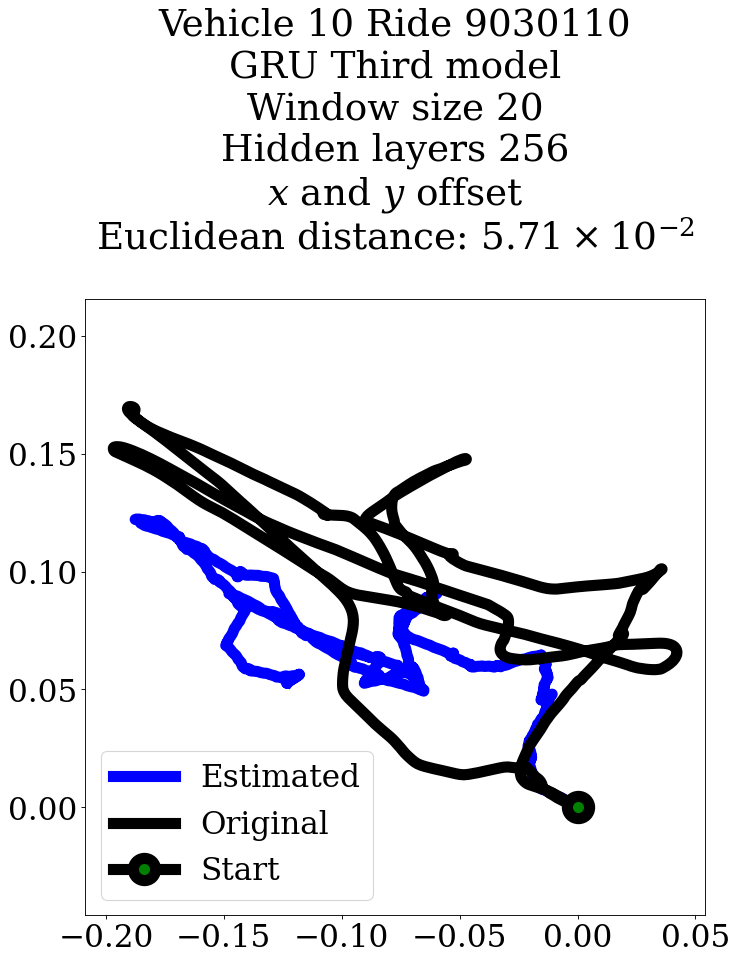 Vehicle 10 Ride 9030110
GRU Third model
Window size 20
Hidden layers 256
x and y offset
Euclidean distance: 5.71 × 10⁻²
0.20
0.15
0.10
0.05
0.00
Estimated
Original
Start
−0.20 −0.15 −0.10 −0.05 0.00 0.05